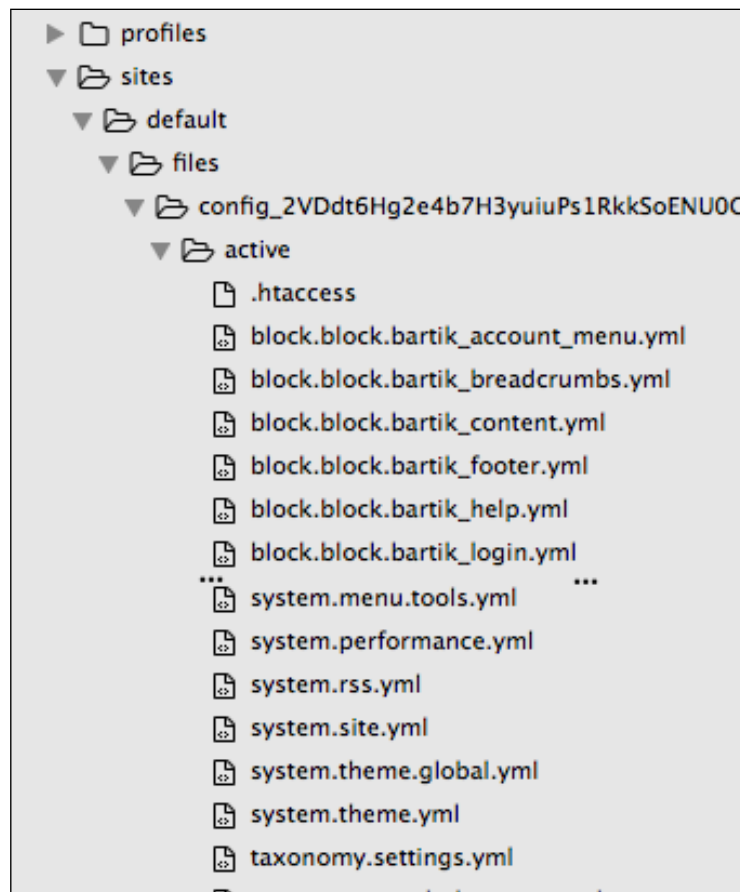 profiles
sites
default
files
config_2VDdt6Hg2e4b7H3yuiuPs1RkkSoENU0
active
.htaccess
block.block.bartik_account_menu.yml
block.block.bartik_breadcrumbs.yml
block.block.bartik_content.yml
block.block.bartik_footer.yml
block.block.bartik_help.yml
block.block.bartik_login.yml
... ...
system.menu.tools.yml
system.performance.yml
system.rss.yml
system.site.yml
system.theme.global.yml
system.theme.yml
taxonomy.settings.yml